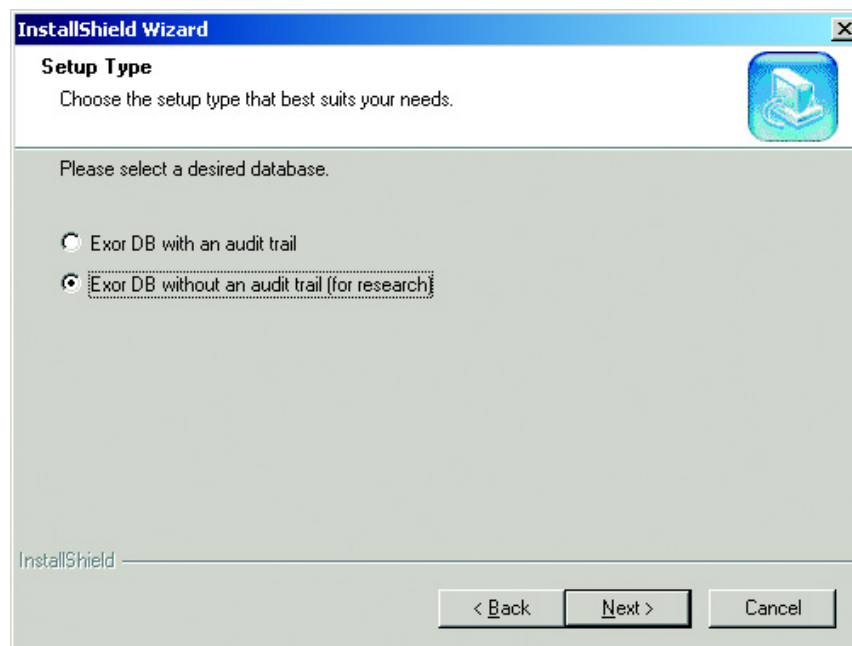 InstallShield Wizard
Setup Type
Choose the setup type that best suits your needs.
Please select a desired database.
Exor DB with an audit trail
Exor DB without an audit trail (for research)
InstallShield
< Back
Next >
Cancel